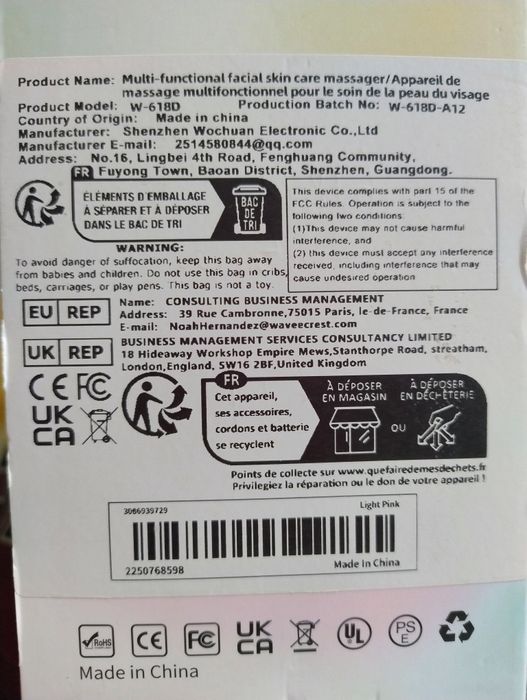 Product Name: Multi-functional facial skin care massager/Appareil de
massage multifonctionnel pour le soin de la peau du visage
Product Model: W-618D Production Batch No: W-618D-A12
Country of Origin: Made in china
Manufacturer: Shenzhen Wochuan Electronic Co.,Ltd
Manufacturer E-mail: 2514580844@qq.com
Address: No.16, Lingbei 4th Road, Fenghuang Community,
Fuyong Town, Baoan District, Shenzhen, Guangdong.
FR
ÉLÉMENTS D'EMBALLAGE
À SÉPARER ET À DÉPOSER
DANS LE BAC DE TRI
BAC
DE
TRI
This device complies with part 15 of the
FCC Rules. Operation is subject to the
following two conditions:
(1)This device may not cause harmful
interference, and
(2) this device must accept any interference
received, including interference that may
cause undesired operation
WARNING:
To avoid danger of suffocation, keep this bag away
from babies and children. Do not use this bag in cribs,
beds, carriages, or play pens. This bag is not a toy.
EU REP
Name: CONSULTING BUSINESS MANAGEMENT
Address: 39 Rue Cambronne,75015 Paris, le-de-France, France
E-mail: NoahHernandez@waveecrest.com
UK REP
BUSINESS MANAGEMENT SERVICES CONSULTANCY LIMITED
18 Hideaway Workshop Empire Mews,Stanthorpe Road, streatham,
London,England, SW16 2BF,United Kingdom
CE FC
UK
CA
FR
Cet appareil,
ses accessoires,
cordons et batterie
se recyclent
À DÉPOSER
EN MAGASIN
OU
À DÉPOSER
EN DÉCHÈTERIE
Points de collecte sur www.quefairedemesdechets.fr
Privilegiez la réparation ou le don de votre appareil !
3066939729 Light Pink
2250768598 Made In China
RoHS CE FC UK
CA
UL
PS
E
Made in China